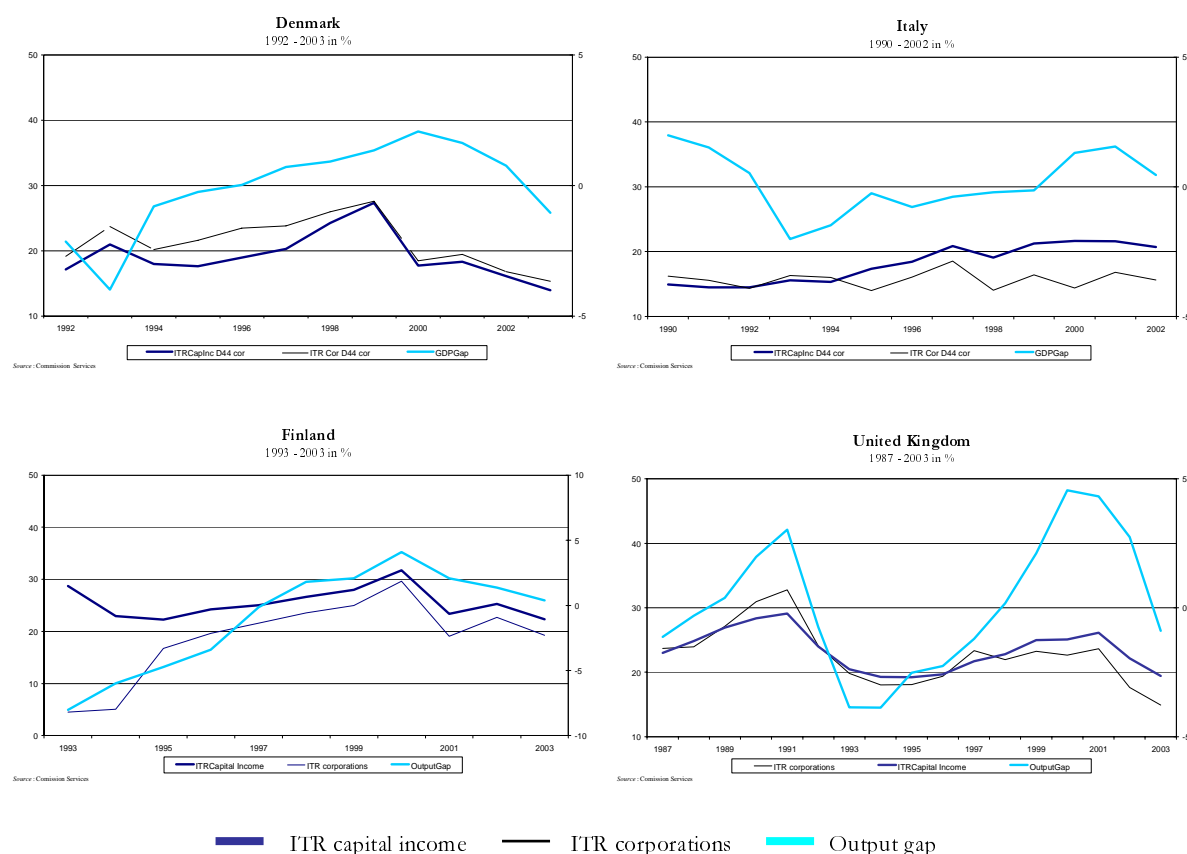 Denmark
1992 - 2003 in %
50
40
30
20
10
5
0
-5
1992
1994
1996
1998
2000
2002
ITRCapInc D44 cor
ITR Cor D44 cor
GDPGap
Source : Commission Services
Italy
1990 - 2002 in %
50
40
30
20
10
5
0
-5
1990
1992
1994
1996
1998
2000
2002
ITRCapInc D44 cor
ITR Cor D44 cor
GDPGap
Source : Comission Services
Finland
1993 - 2003 in %
50
40
30
20
10
0
10
5
0
-5
-10
1993
1995
1997
1999
2001
2003
ITRCapital Income
ITR corporations
OutputGap
Source : Comission Services
United Kingdom
1987 - 2003 in %
50
40
30
20
10
5
0
-5
1987
1989
1991
1993
1995
1997
1999
2001
2003
ITR corporations
ITRCapital Income
OutputGap
Source : Comission Services
ITR capital income
ITR corporations
Output gap